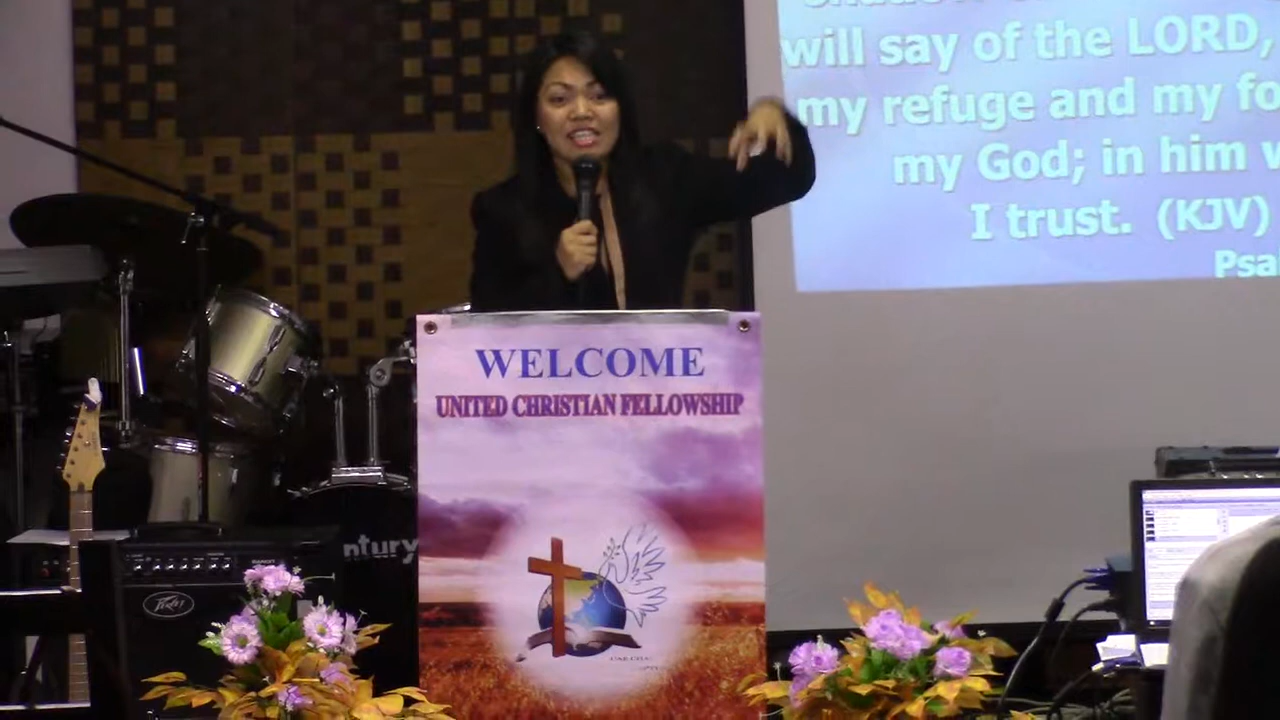 will say of the LORD,
my refuge and my fo
my God; in him w
I trust. (KJV)
Psa
WELCOME
UNITED CHRISTIAN FELLOWSHIP
ntury
PEAVEY